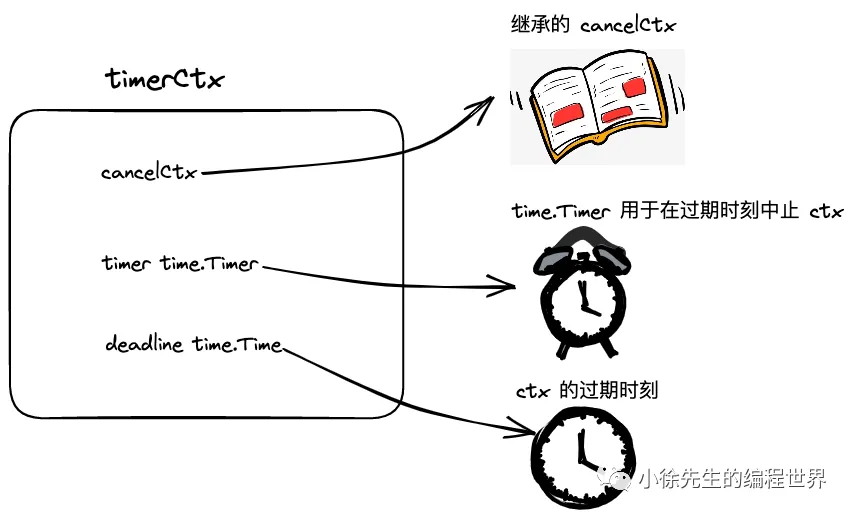 继承的 cancelCtx
timerCtx
cancelCtx
time.Timer 用于在过期时刻中止 ctx
timer time.Timer
deadline time.Time
ctx 的过期时刻
小徐先生的编程世界